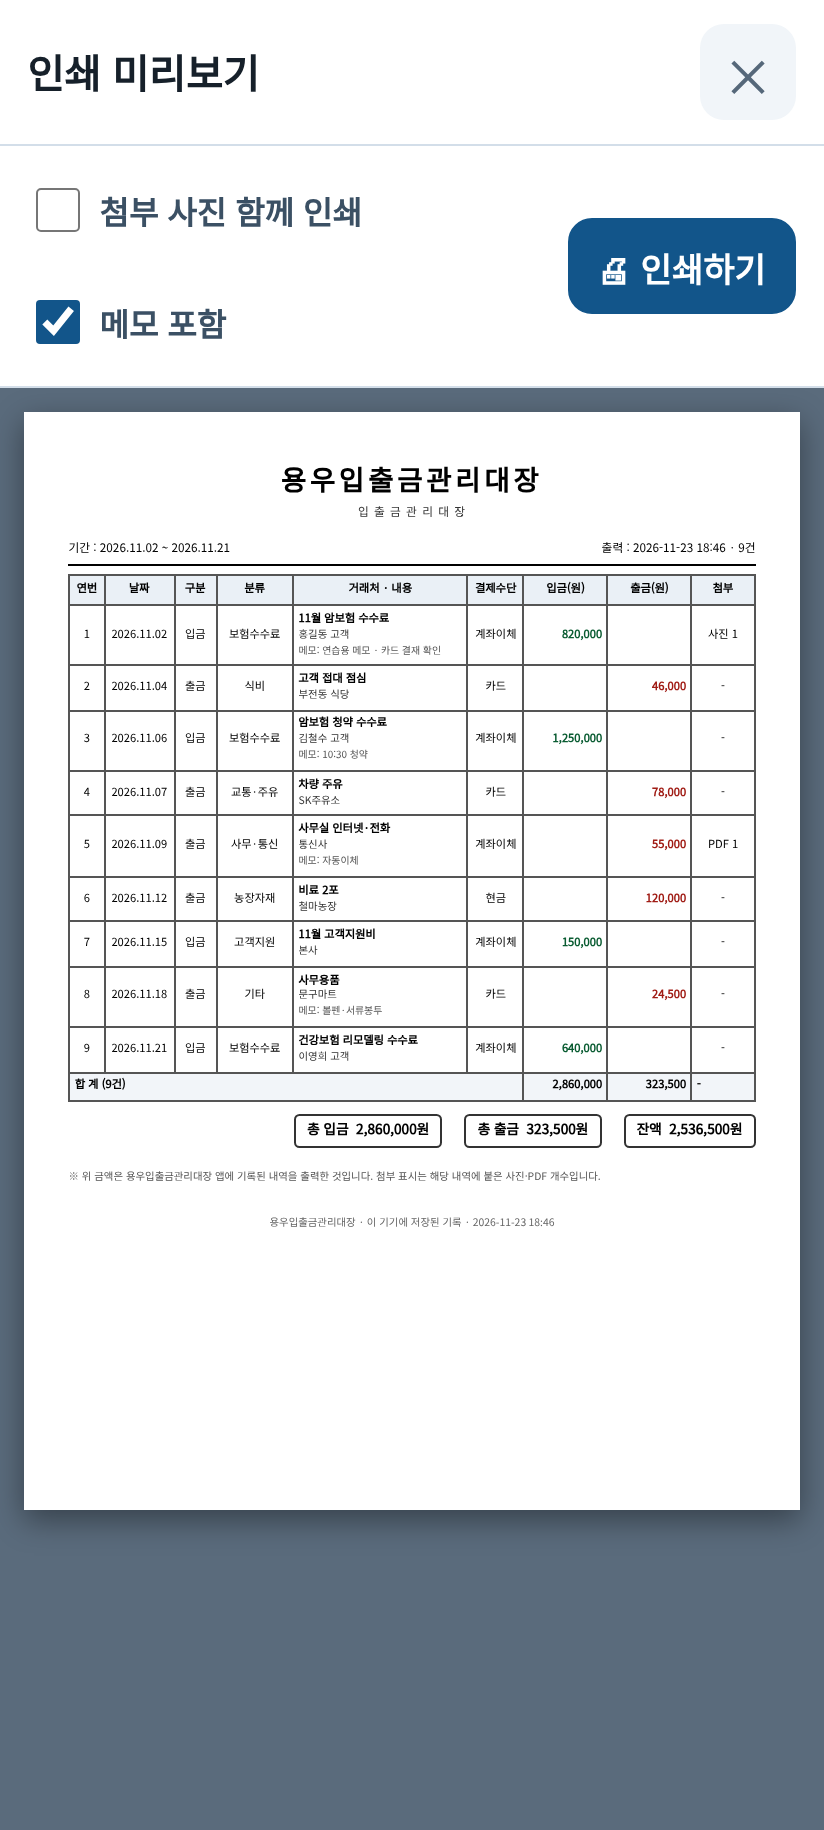 인쇄 미리보기
첨부 사진 함께 인쇄
🖨 인쇄하기
메모 포함
용우입출금관리대장
입출금관리대장
기간 : 2026.11.02 ~ 2026.11.21 출력 : 2026-11-23 18:46 · 9건
연번 날짜 구분 분류 거래처 · 내용 결제수단 입금(원) 출금(원) 첨부
11월 암보험 수수료
1 2026.11.02 입금 보험수수료 홍길동 고객 계좌이체 820,000 사진 1
메모: 연습용 메모 · 카드 결재 확인
고객 접대 점심
2 2026.11.04 출금 식비 부전동 식당 카드 46,000 -
암보험 청약 수수료
3 2026.11.06 입금 보험수수료 김철수 고객 계좌이체 1,250,000 -
메모: 10:30 청약
차량 주유
4 2026.11.07 출금 교통·주유 SK주유소 카드 78,000 -
사무실 인터넷·전화
5 2026.11.09 출금 사무·통신 통신사 계좌이체 55,000 PDF 1
메모: 자동이체
비료 2포
6 2026.11.12 출금 농장자재 철마농장 현금 120,000 -
11월 고객지원비
7 2026.11.15 입금 고객지원 본사 계좌이체 150,000 -
사무용품
8 2026.11.18 출금 기타 문구마트 카드 24,500 -
메모: 볼펜·서류봉투
건강보험 리모델링 수수료
9 2026.11.21 입금 보험수수료 이영희 고객 계좌이체 640,000 -
합 계 (9건) 2,860,000 323,500 -
총 입금 2,860,000원 총 출금 323,500원 잔액 2,536,500원
※ 위 금액은 용우입출금관리대장 앱에 기록된 내역을 출력한 것입니다. 첨부 표시는 해당 내역에 붙은 사진·PDF 개수입니다.
용우입출금관리대장 · 이 기기에 저장된 기록 · 2026-11-23 18:46